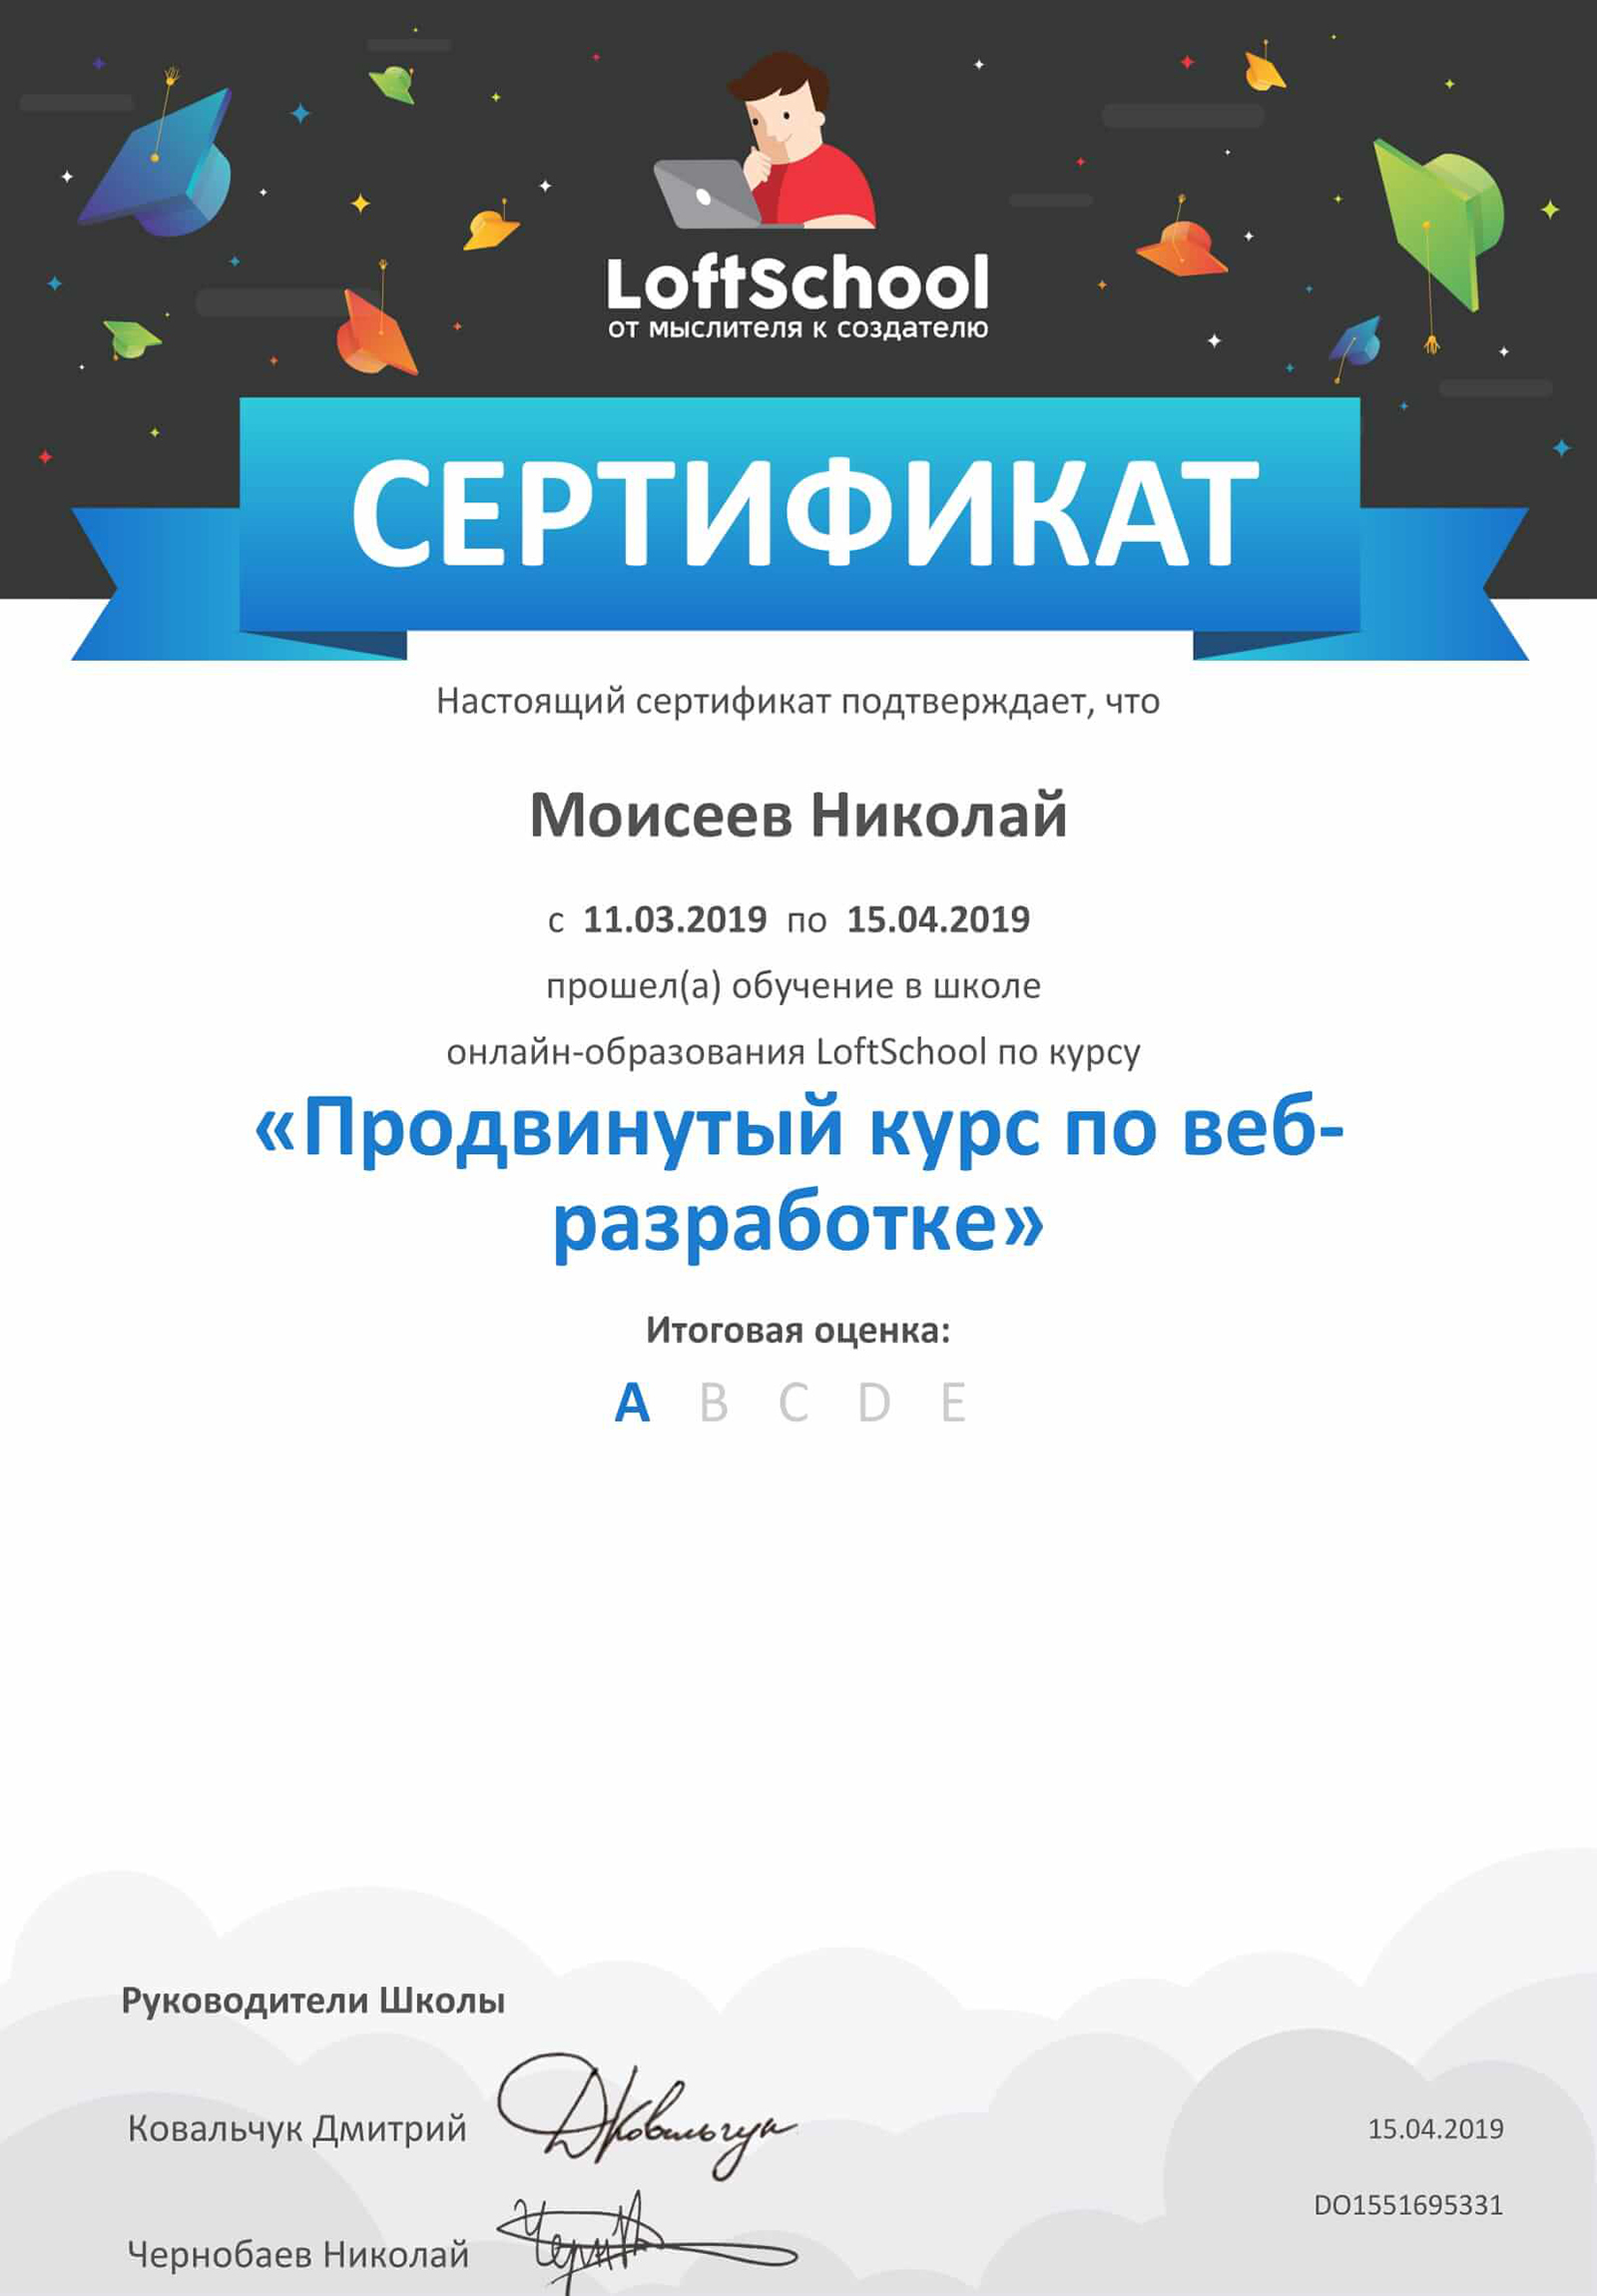 LoftSchool
от мыслителя к создателю
СЕРТИФИКАТ
Настоящий сертификат подтверждает, что
Моисеев Николай
с 11.03.2019 по 15.04.2019
прошел(а) обучение в школе
онлайн-образования LoftSchool по курсу
«Продвинутый курс по веб-
разработке»
Итоговая оценка:
A B C D E
Руководители Школы
Ковальчук Дмитрий
ДКовальчук
15.04.2019
DO1551695331
Чернобаев Николай